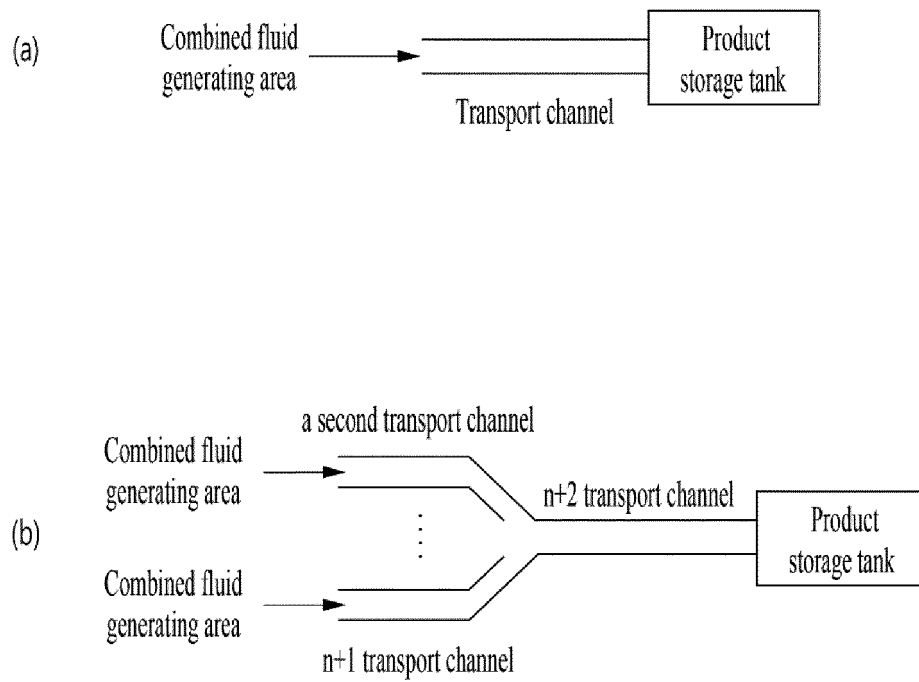 (a)
Combined fluid
generating area
Transport channel
Product
storage tank
(b)
Combined fluid
generating area
a second transport channel
Combined fluid
generating area
n+1 transport channel
n+2 transport channel
Product
storage tank